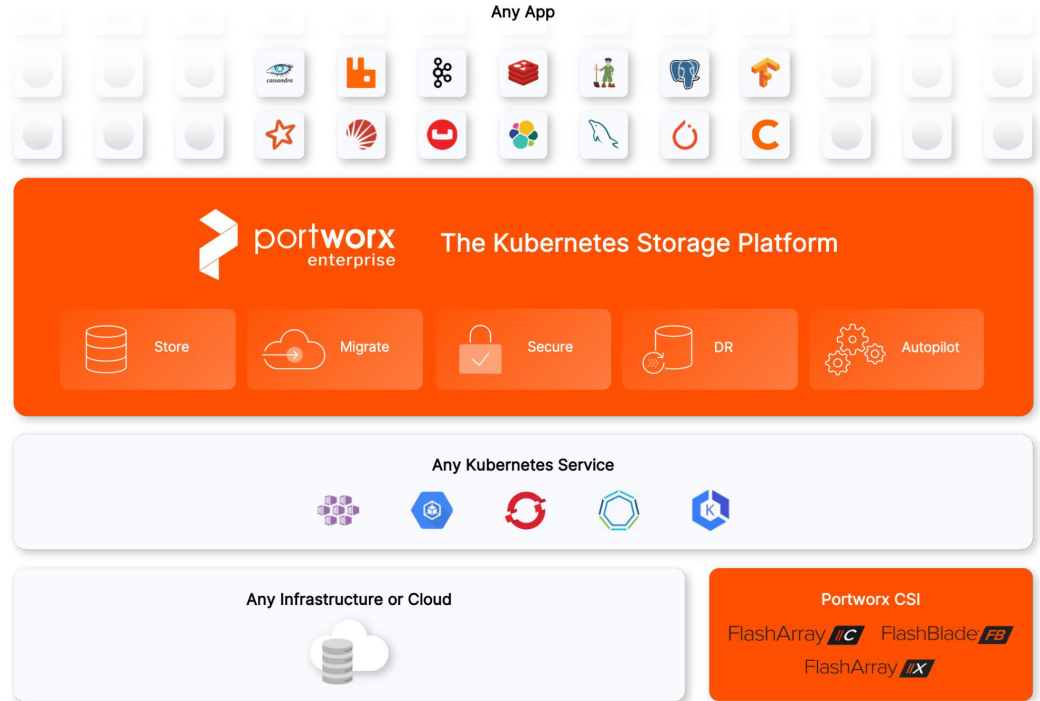 Any App
cassandra
portworx
enterprise
The Kubernetes Storage Platform
Store
Migrate
Secure
DR
Autopilot
Any Kubernetes Service
K
Any Infrastructure or Cloud
Portworx CSI
FlashArray //C
FlashBlade® FB
FlashArray //X